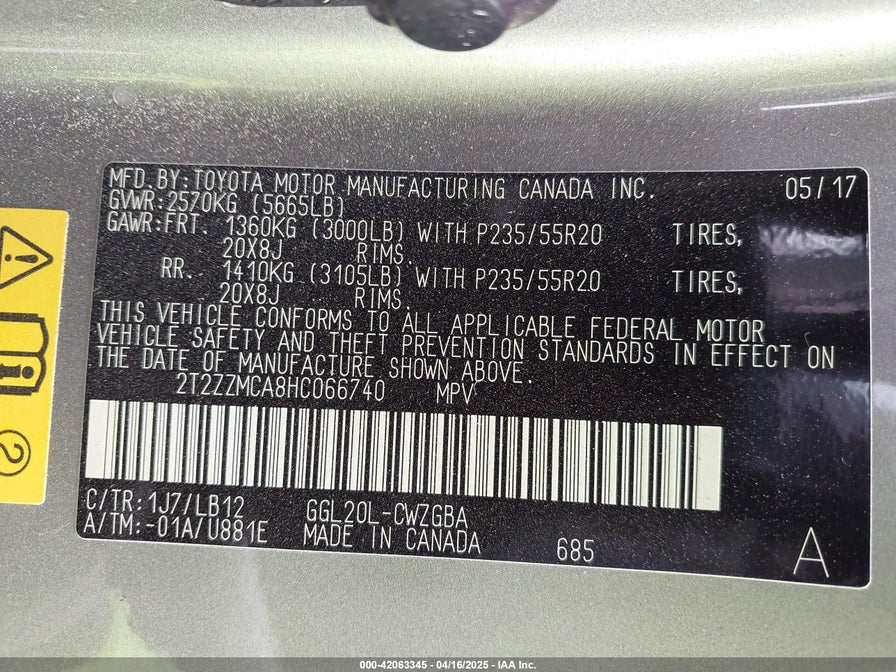 MFD.BY:TOYOTA MOTOR MANUFACTURING CANADA INC. 05/17
GVWR:2570KG (5665LB)
GAWR:FRT. 1360KG (3000LB) WITH P235/55R20 TIRES,
20X8J RIMS.
RR. 1410KG (3105LB) WITH P235/55R20 TIRES,
20X8J RIMS.
THIS VEHICLE CONFORMS TO ALL APPLICABLE FEDERAL MOTOR
VEHICLE SAFETY AND THEFT PREVENTION STANDARDS IN EFFECT ON
THE DATE OF MANUFACTURE SHOWN ABOVE.
2T2ZZMCA8HC066740 MPV
C/TR:1J7/LB12 GGL20L-CWZGBA
A/TM:-01A/U881E MADE IN CANADA 685 A
2
000-42063345 - 04/16/2025 - IAA Inc.